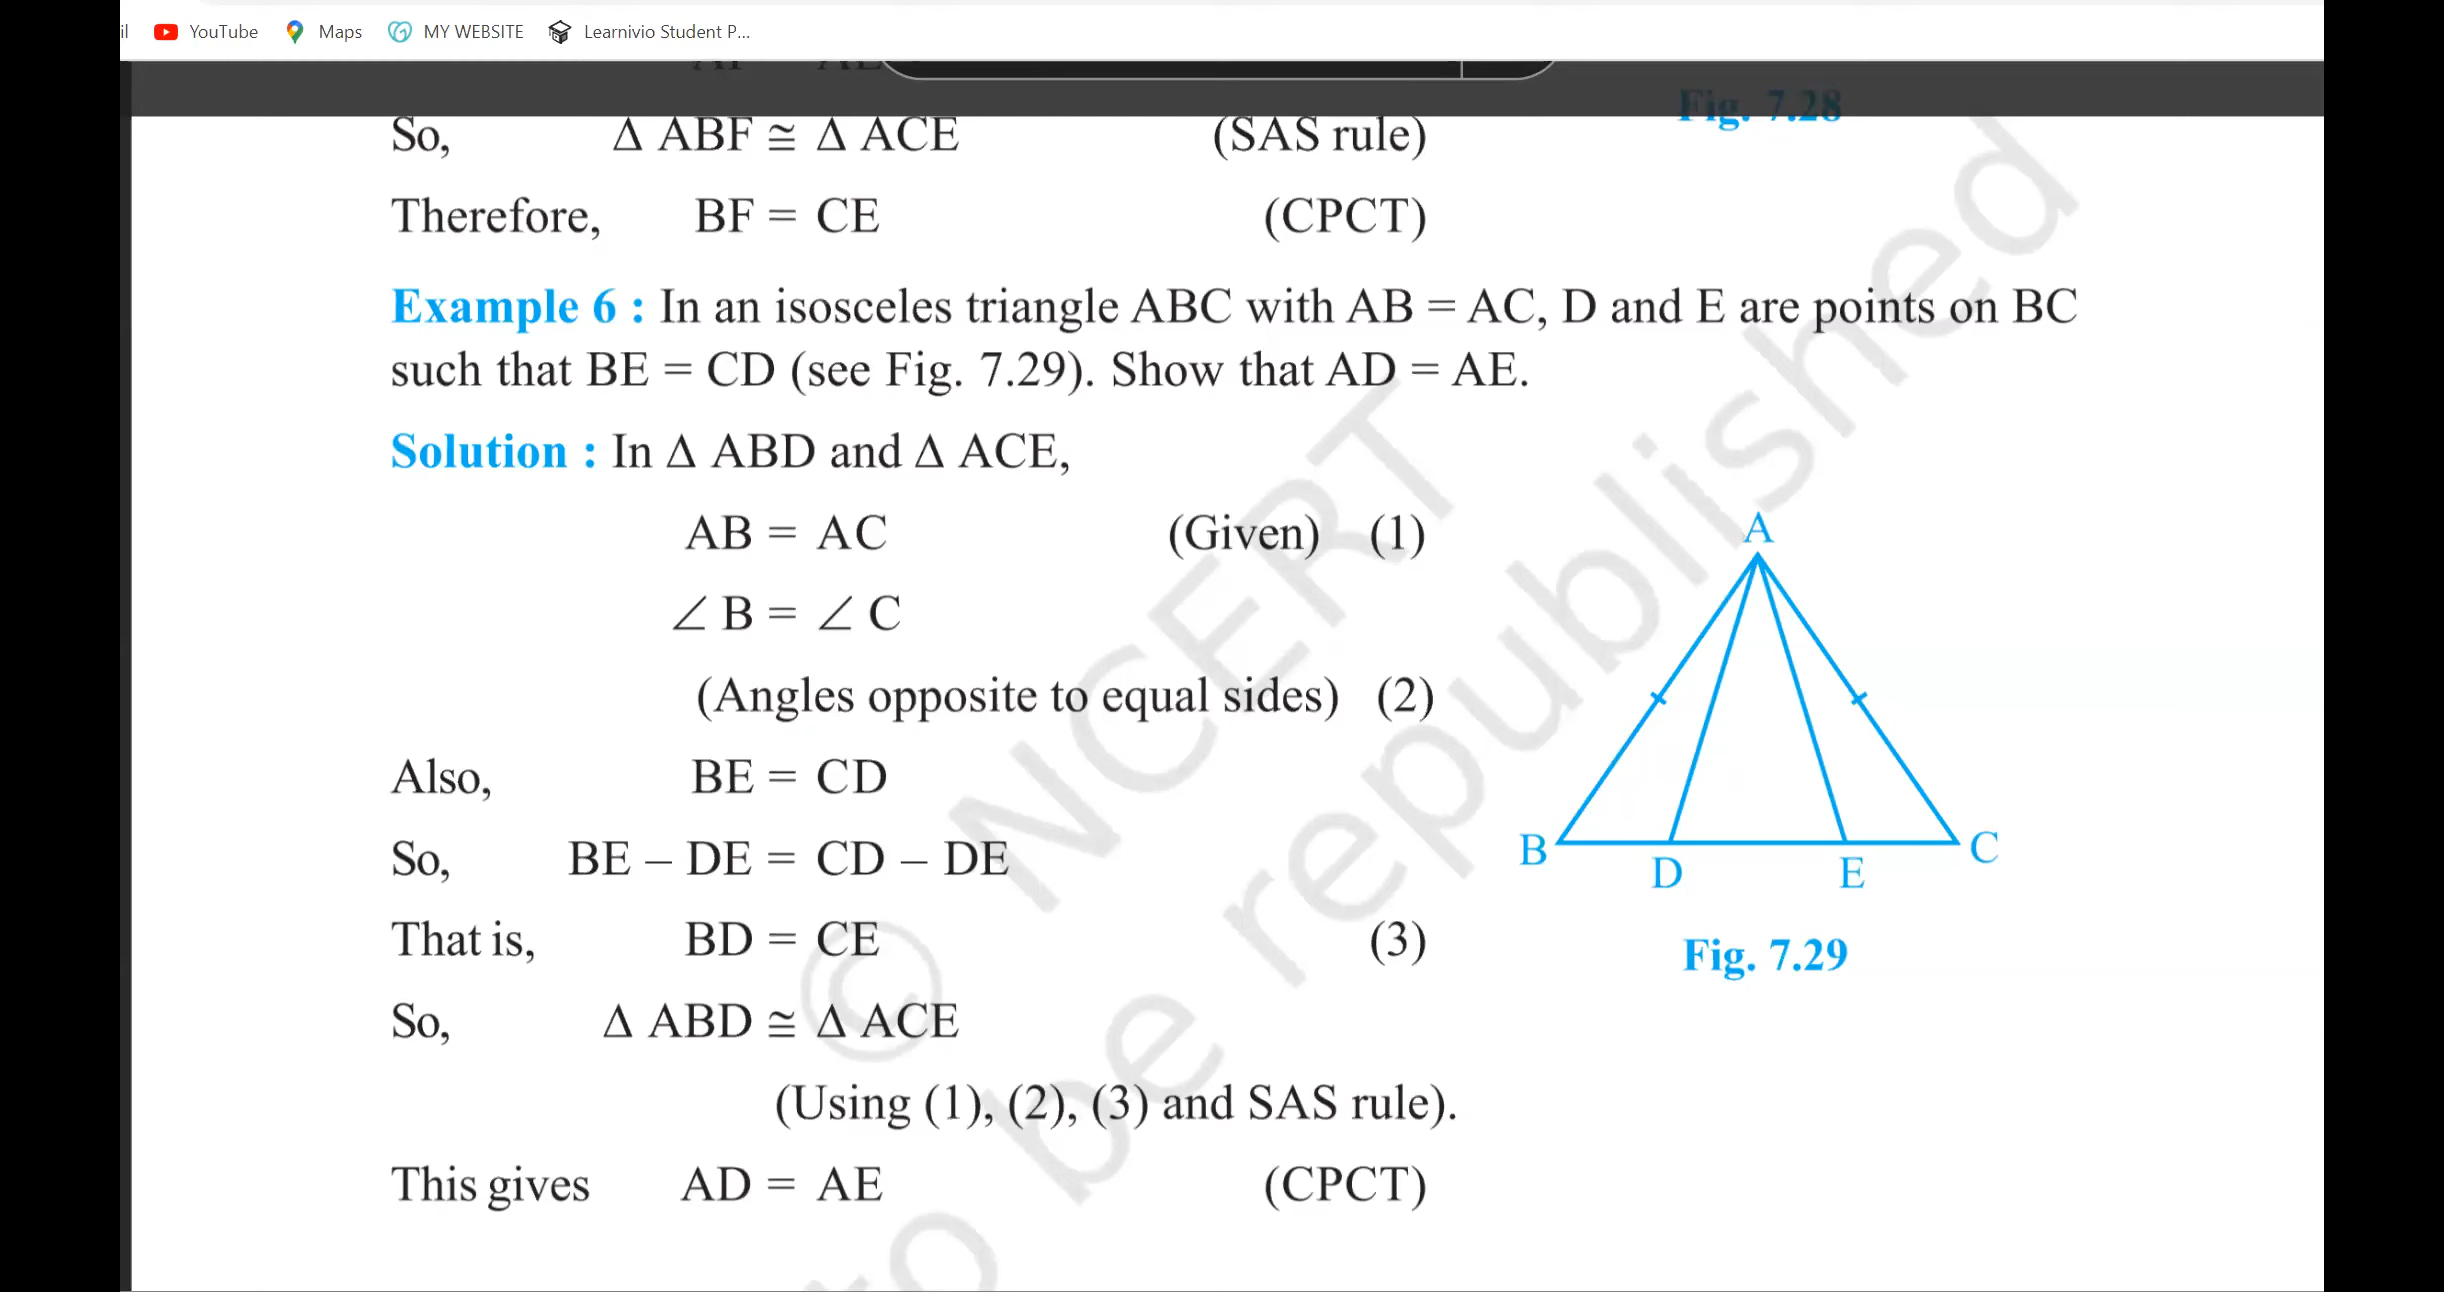 YouTube Maps MY WEBSITE Learnivio Student P...
Fig. 7.28
So, Δ ABF ≅ Δ ACE (SAS rule)
Therefore, BF = CE (CPCT)
Example 6 : In an isosceles triangle ABC with AB = AC, D and E are points on BC
such that BE = CD (see Fig. 7.29). Show that AD = AE.
Solution : In Δ ABD and Δ ACE,
AB = AC (Given) (1)
∠ B = ∠ C
(Angles opposite to equal sides) (2)
Also, BE = CD
So, BE – DE = CD – DE
That is, BD = CE (3)
So, Δ ABD ≅ Δ ACE
(Using (1), (2), (3) and SAS rule).
This gives AD = AE (CPCT)
A
B
C
D
E
Fig. 7.29
© NCERT
to be republished